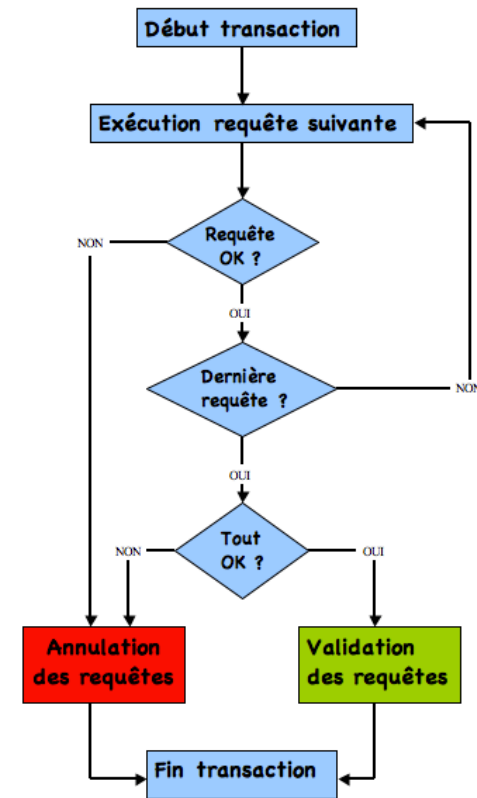 Début transaction
Exécution requête suivante
Requête
OK ?
NON
OUI
Dernière
requête ?
NON
OUI
Tout
OK ?
NON
OUI
Annulation
des requêtes
Validation
des requêtes
Fin transaction